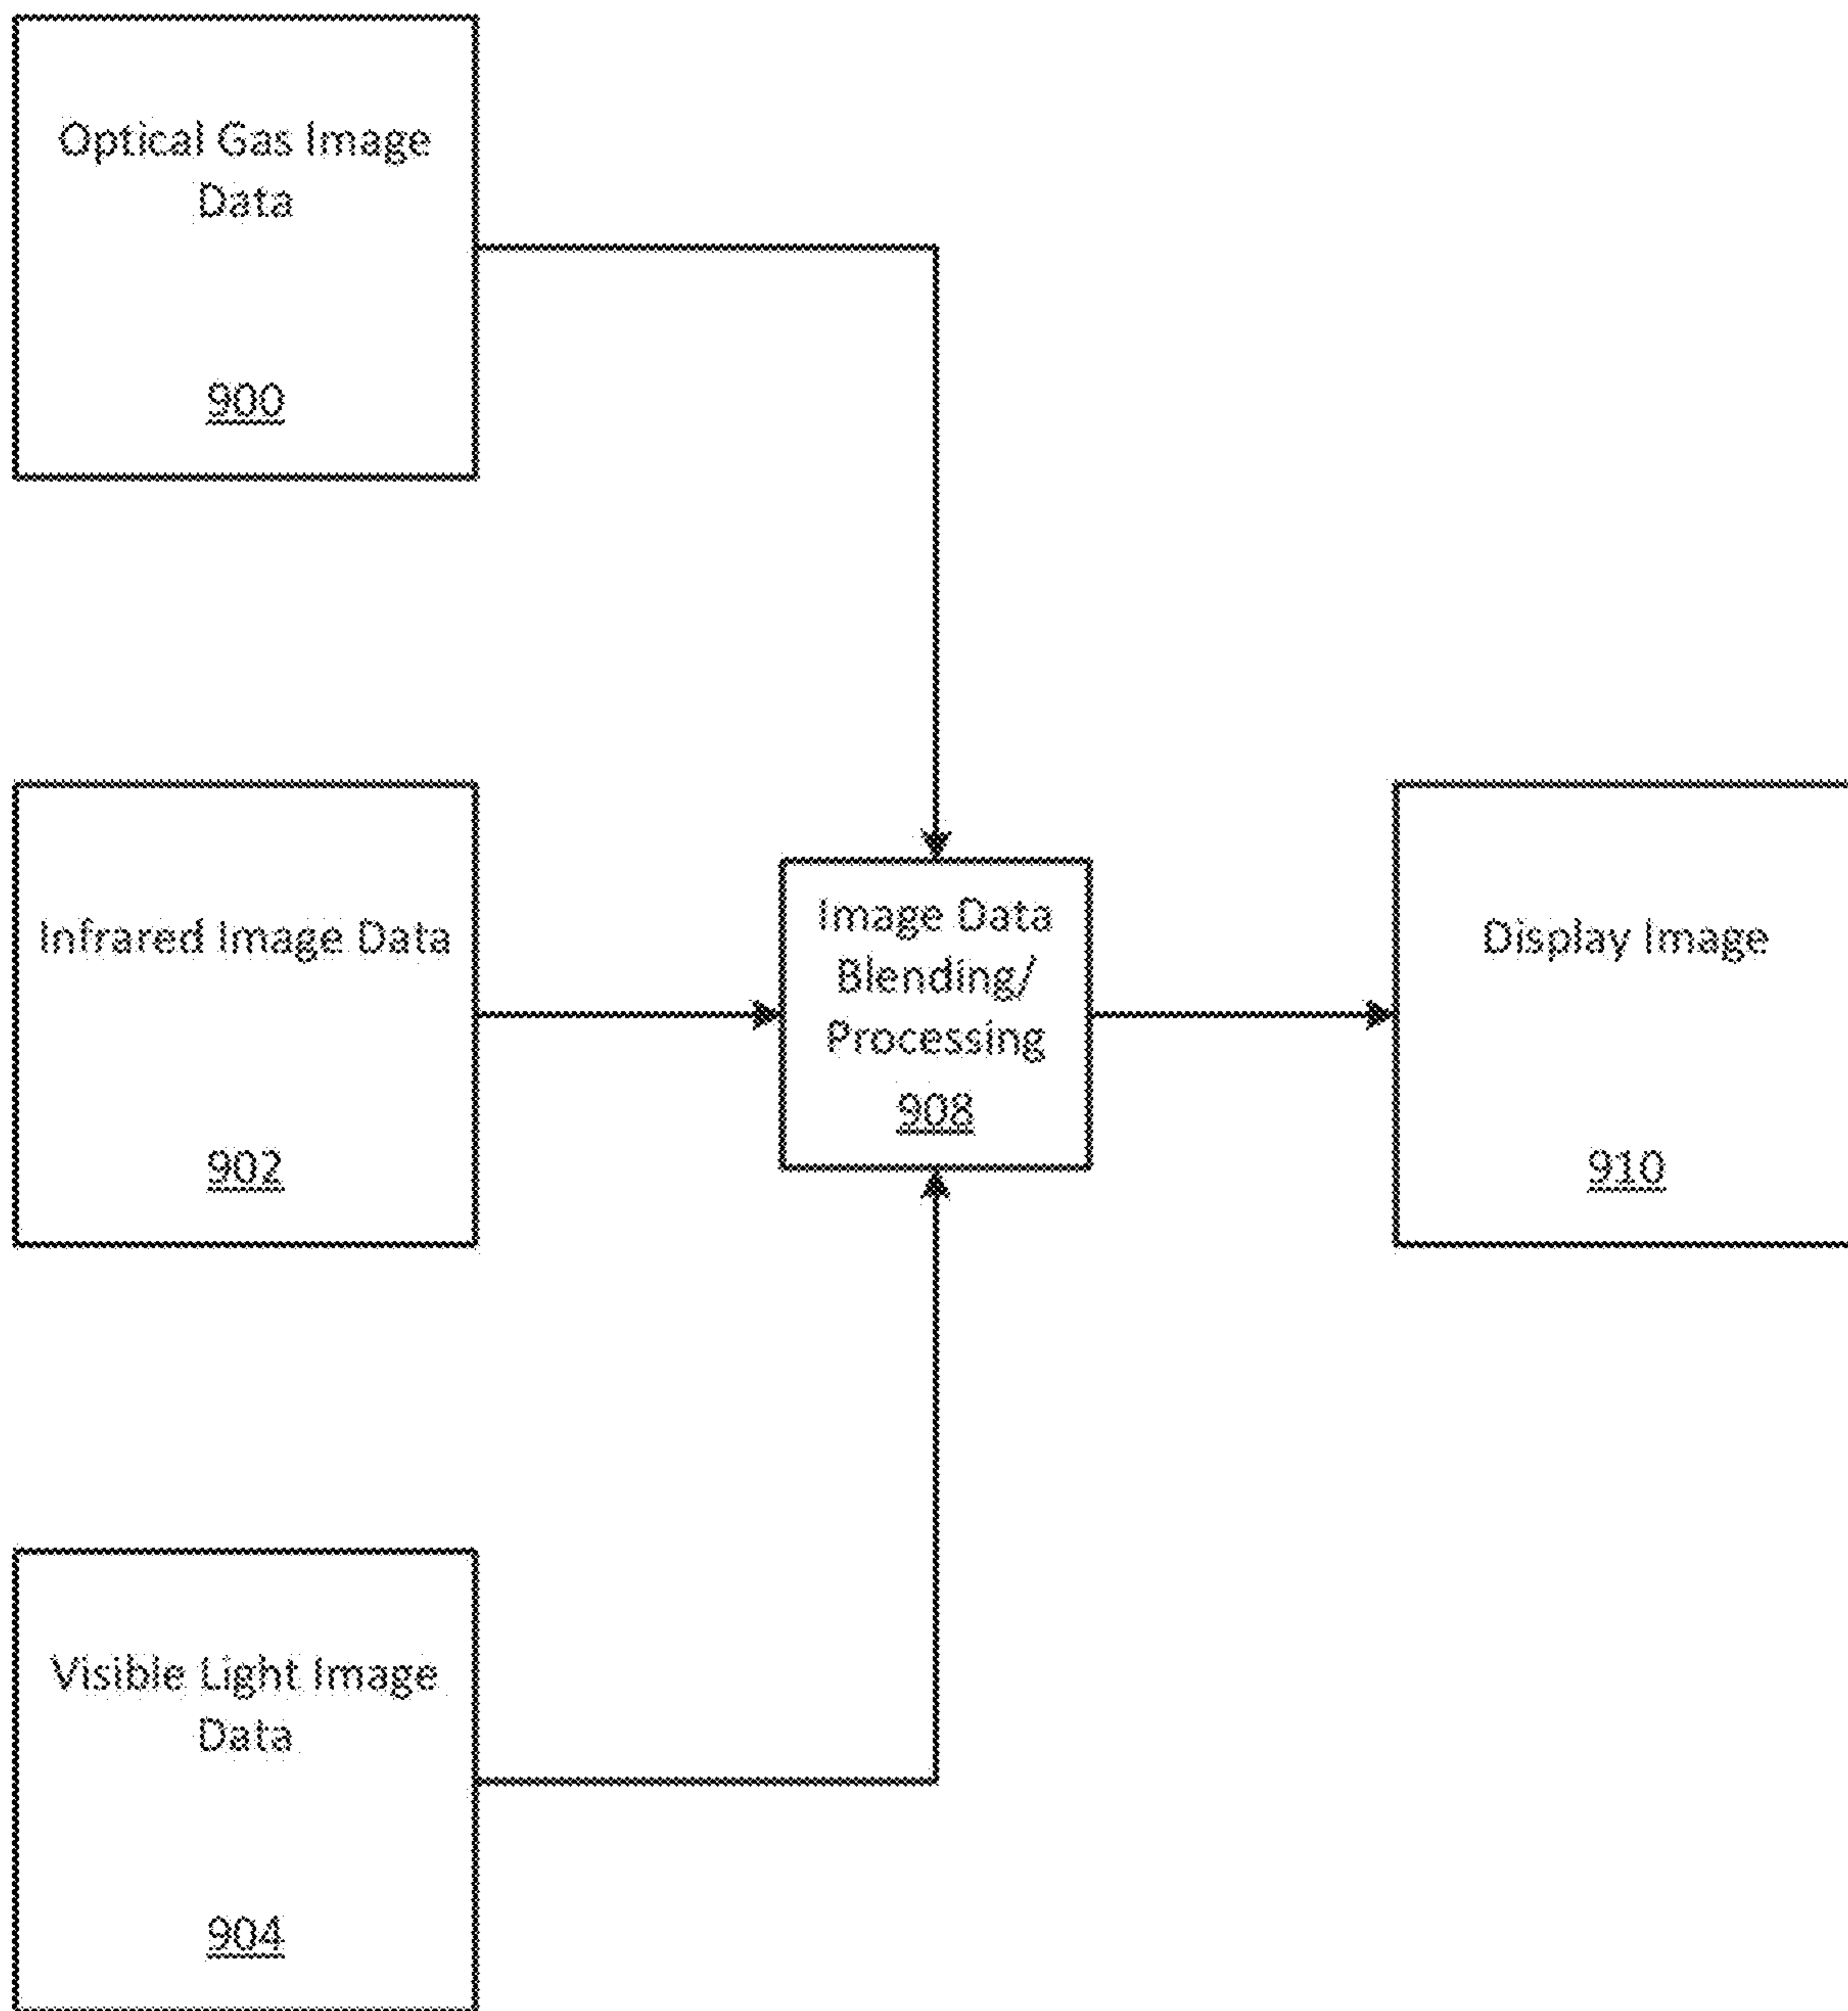 Optical Gas Image
Data
900
Infrared Image Data
902
Image Data
Blending/
Processing
908
Display Image
910
Visible Light Image
Data
904